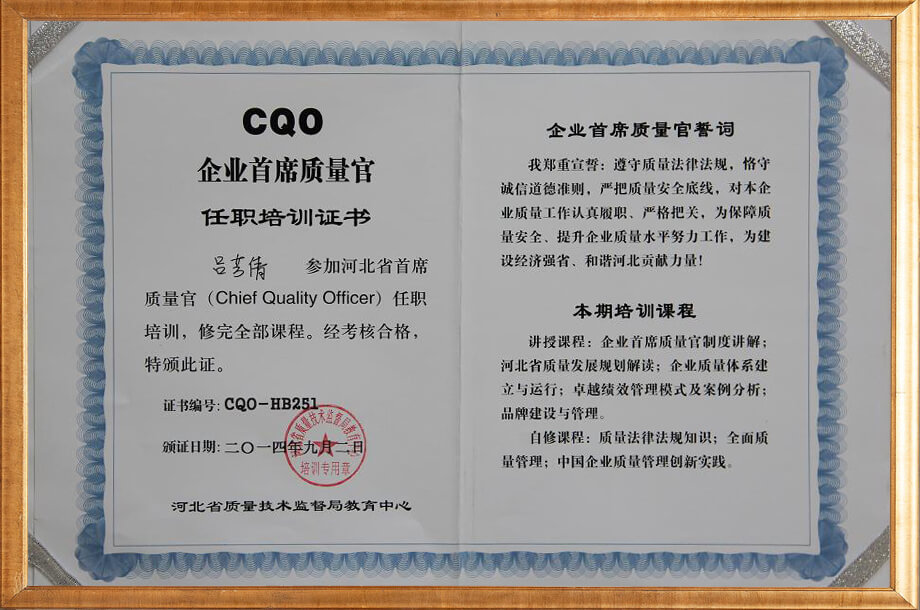 CQO
企业首席质量官
任职培训证书
吕 倩 参加河北省首席
质量官（Chief Quality Officer）任职
培训，修完全部课程。经考核合格，
特颁此证。
证书编号: CQO-HB251
颁证日期: 二〇一四年九月二日
河北省质量技术监督局教育中心
培训专用章
企业首席质量官誓词
我郑重宣誓：遵守质量法律法规，恪守
诚信道德准则，严把质量安全底线，对本企
业质量工作认真履职、严格把关，为保障质
量安全、提升企业质量水平努力工作，为建
设经济强省、和谐河北贡献力量！
本期培训课程
讲授课程：企业首席质量官制度讲解；
河北省质量发展规划解读；企业质量体系建
立与运行；卓越绩效管理模式及案例分析；
品牌建设与管理。
自修课程：质量法律法规知识；全面质
量管理；中国企业质量管理创新实践。